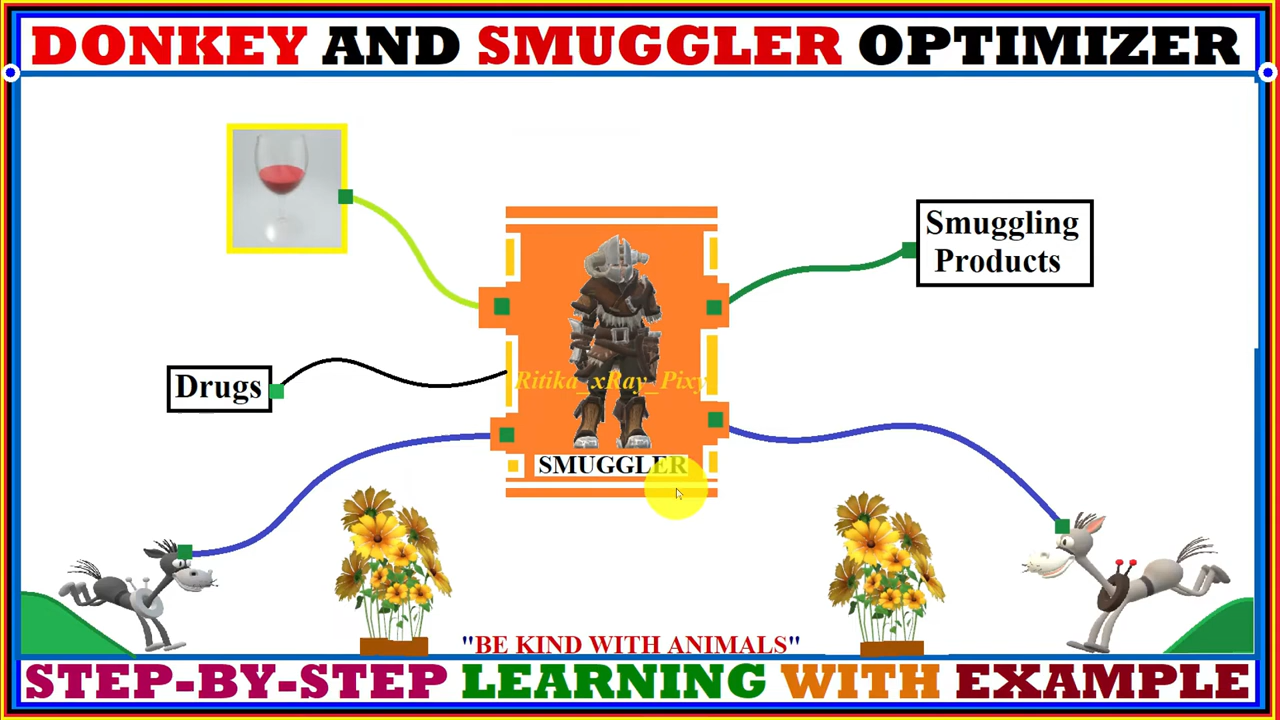 DONKEY AND SMUGGLER OPTIMIZER
Smuggling
Products
Drugs
Ritika_xRay_Pixy
SMUGGLER
"BE KIND WITH ANIMALS"
STEP-BY-STEP LEARNING WITH EXAMPLE